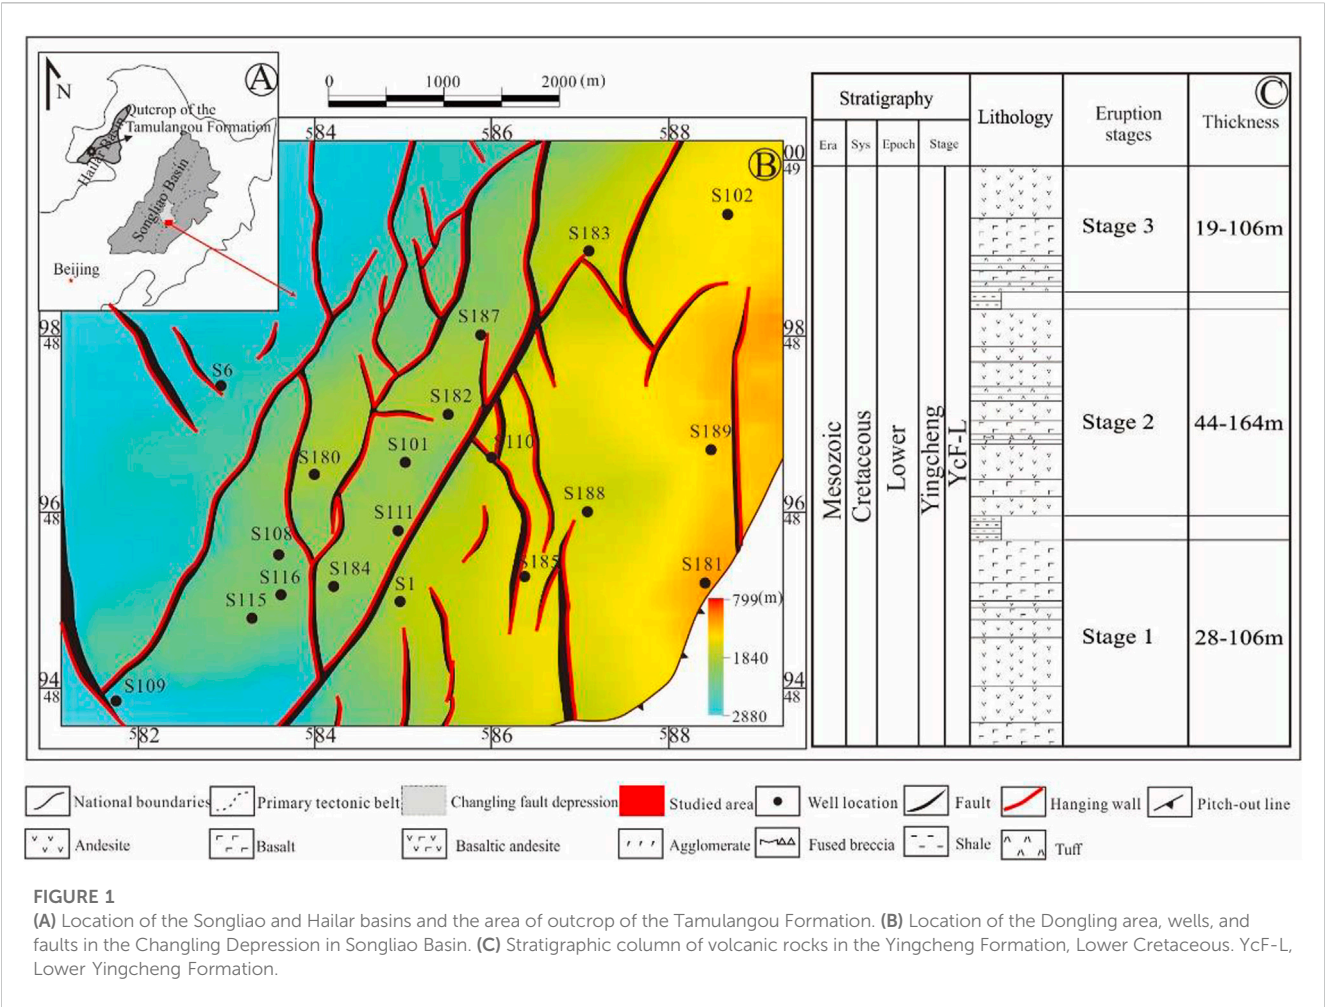 A
N
Outcrop of the
Tamulangou Formation
Hailar Basin
Songliao Basin
Beijing
0 1000 2000 (m)
584 586 588
B
00
49
98
48
96
48
94
48
98
48
96
48
94
48
S102
S183
S187
S6
S182
S189
S101
S110
S180
S188
S111
S108
S185
S181
S184
S116
S1
S115
S109
799(m)
1840
2880
582 584 586 588
C
Stratigraphy
Lithology
Eruption
stages
Thickness
Era Sys Epoch Stage
Mesozoic
Cretaceous
Lower
Yingcheng
YcF-L
Stage 3 19-106m
Stage 2 44-164m
Stage 1 28-106m
National boundaries Primary tectonic belt Changling fault depression Studied area Well location Fault Hanging wall Pitch-out line
Andesite Basalt Basaltic andesite Agglomerate Fused breccia Shale Tuff
FIGURE 1
(A) Location of the Songliao and Hailar basins and the area of outcrop of the Tamulangou Formation. (B) Location of the Dongling area, wells, and
faults in the Changling Depression in Songliao Basin. (C) Stratigraphic column of volcanic rocks in the Yingcheng Formation, Lower Cretaceous. YcF-L,
Lower Yingcheng Formation.